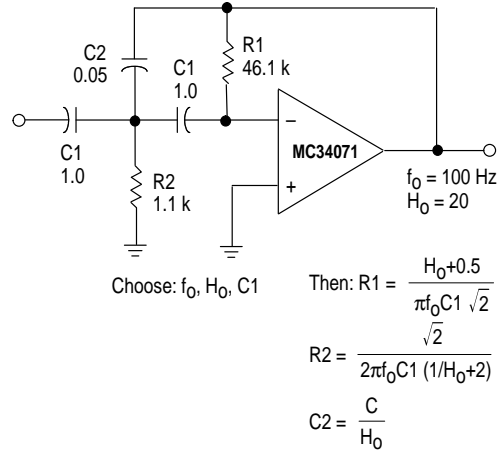 C2
0.05
R1
46.1 k
C1
1.0
C1
1.0
R2
1.1 k
−
+
MC34071
fo = 100 Hz
Ho = 20
Choose: fo, Ho, C1
Then: R1 = Ho+0.5 / πfoC1 √2
R2 = √2 / 2πfoC1 (1/Ho+2)
C2 = C / Ho